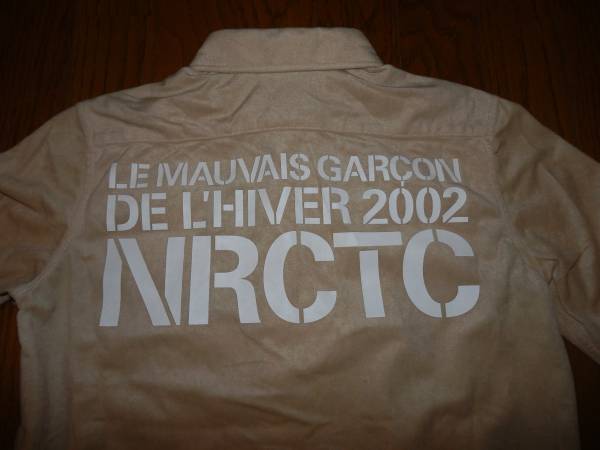 LE MAUVAIS GARÇON
DE L'HIVER 2002
NRCTC